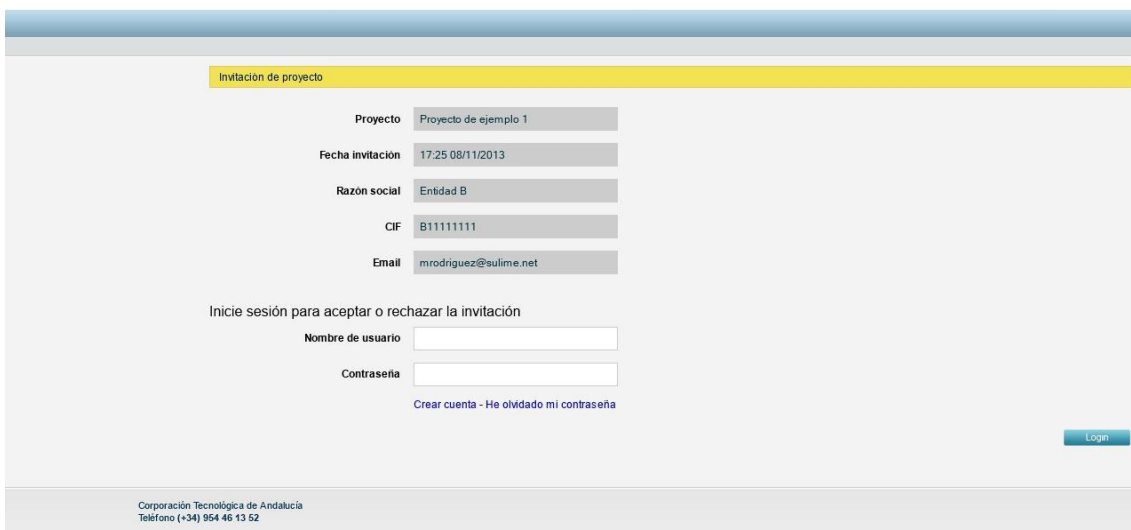 Invitación de proyecto
Proyecto Proyecto de ejemplo 1
Fecha invitación 17:25 08/11/2013
Razón social Entidad B
CIF B11111111
Email mrodriguez@sulime.net
Inicie sesión para aceptar o rechazar la invitación
Nombre de usuario
Contraseña
Crear cuenta - He olvidado mi contraseña
Login
Corporación Tecnológica de Andalucía
Teléfono (+34) 954 46 13 52